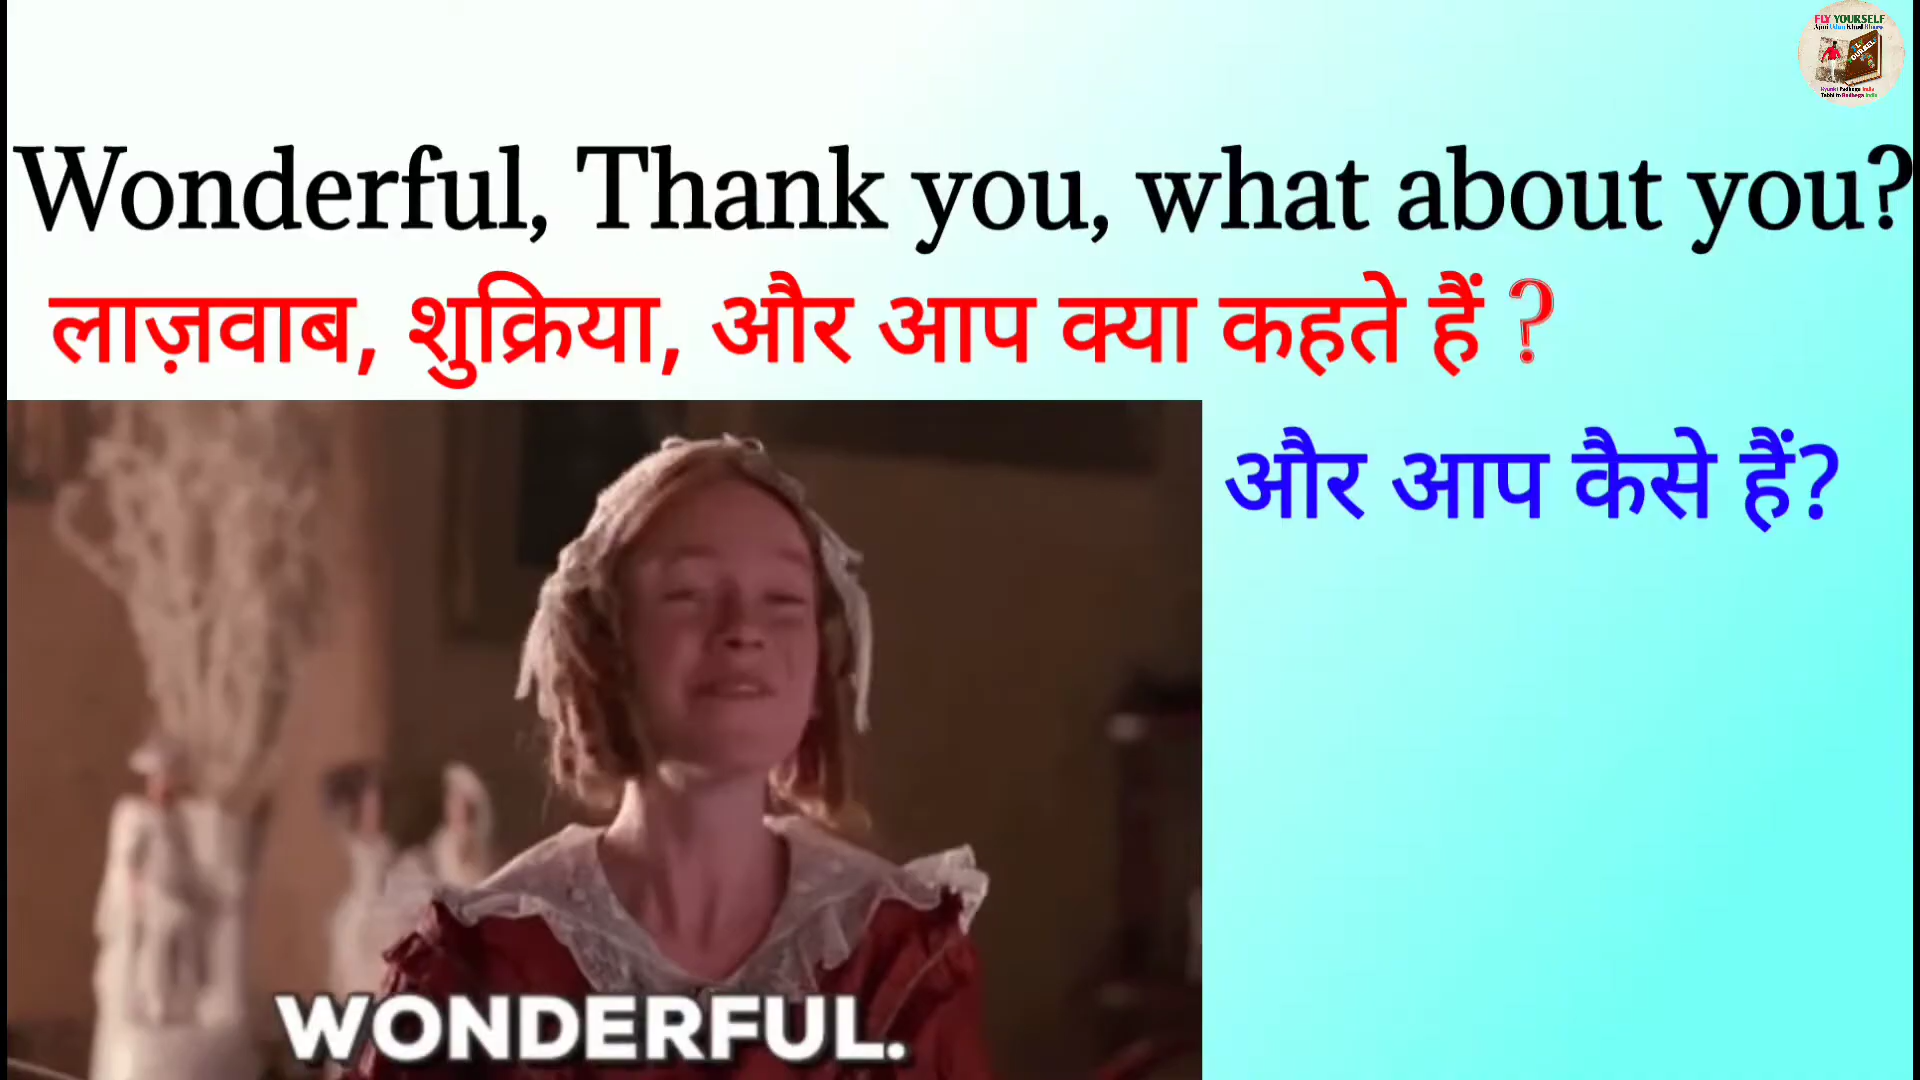 FLY YOURSELF
Wonderful, Thank you, what about you?
लाज़वाब, शुक्रिया, और आप क्या कहते हैं ?
और आप कैसे हैं?
WONDERFUL.